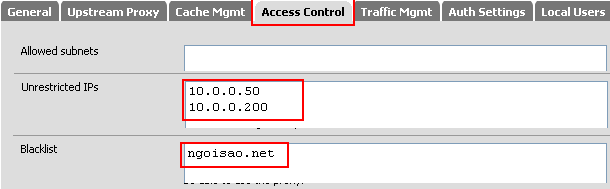 General Upstream Proxy Cache Mgmt Access Control Traffic Mgmt Auth Settings Local Users
Allowed subnets
Unrestricted IPs
10.0.0.50
10.0.0.200
Blacklist
ngoisao.net